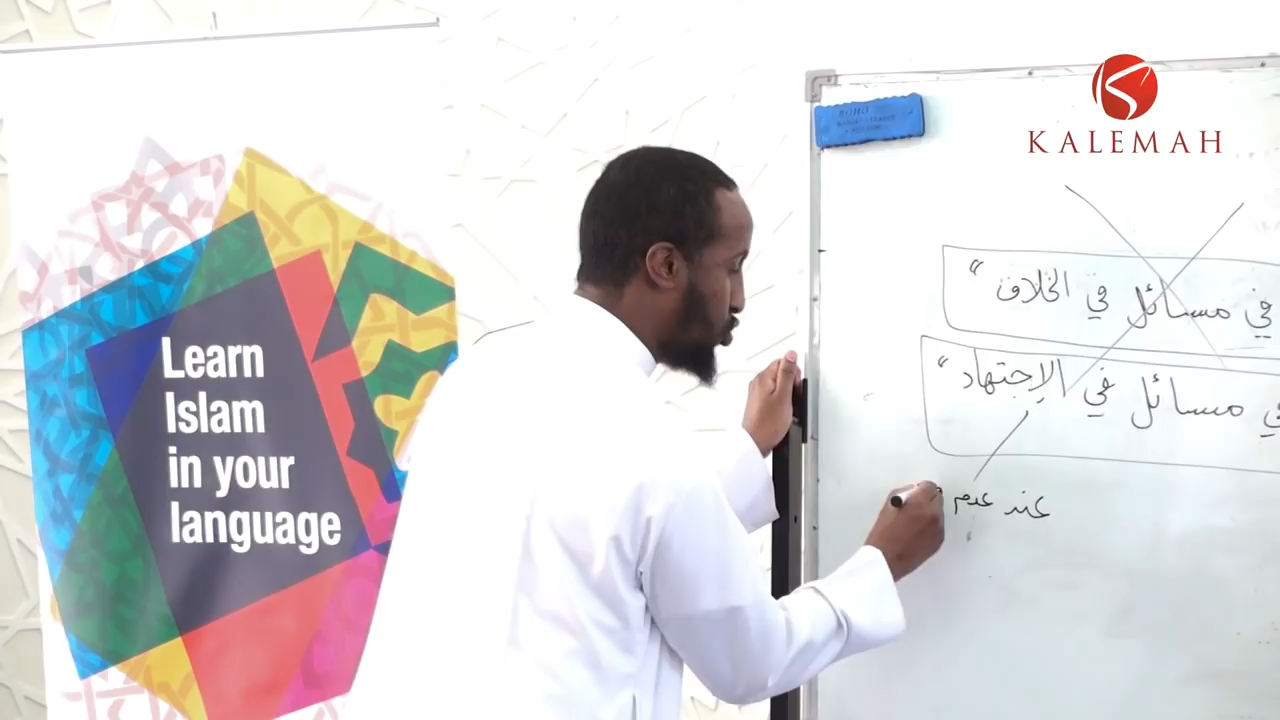 Learn
Islam
in your
language
KALEMAH
في مسائل في الخلاف"
في مسائل في الإجتهاد"
عند عدم